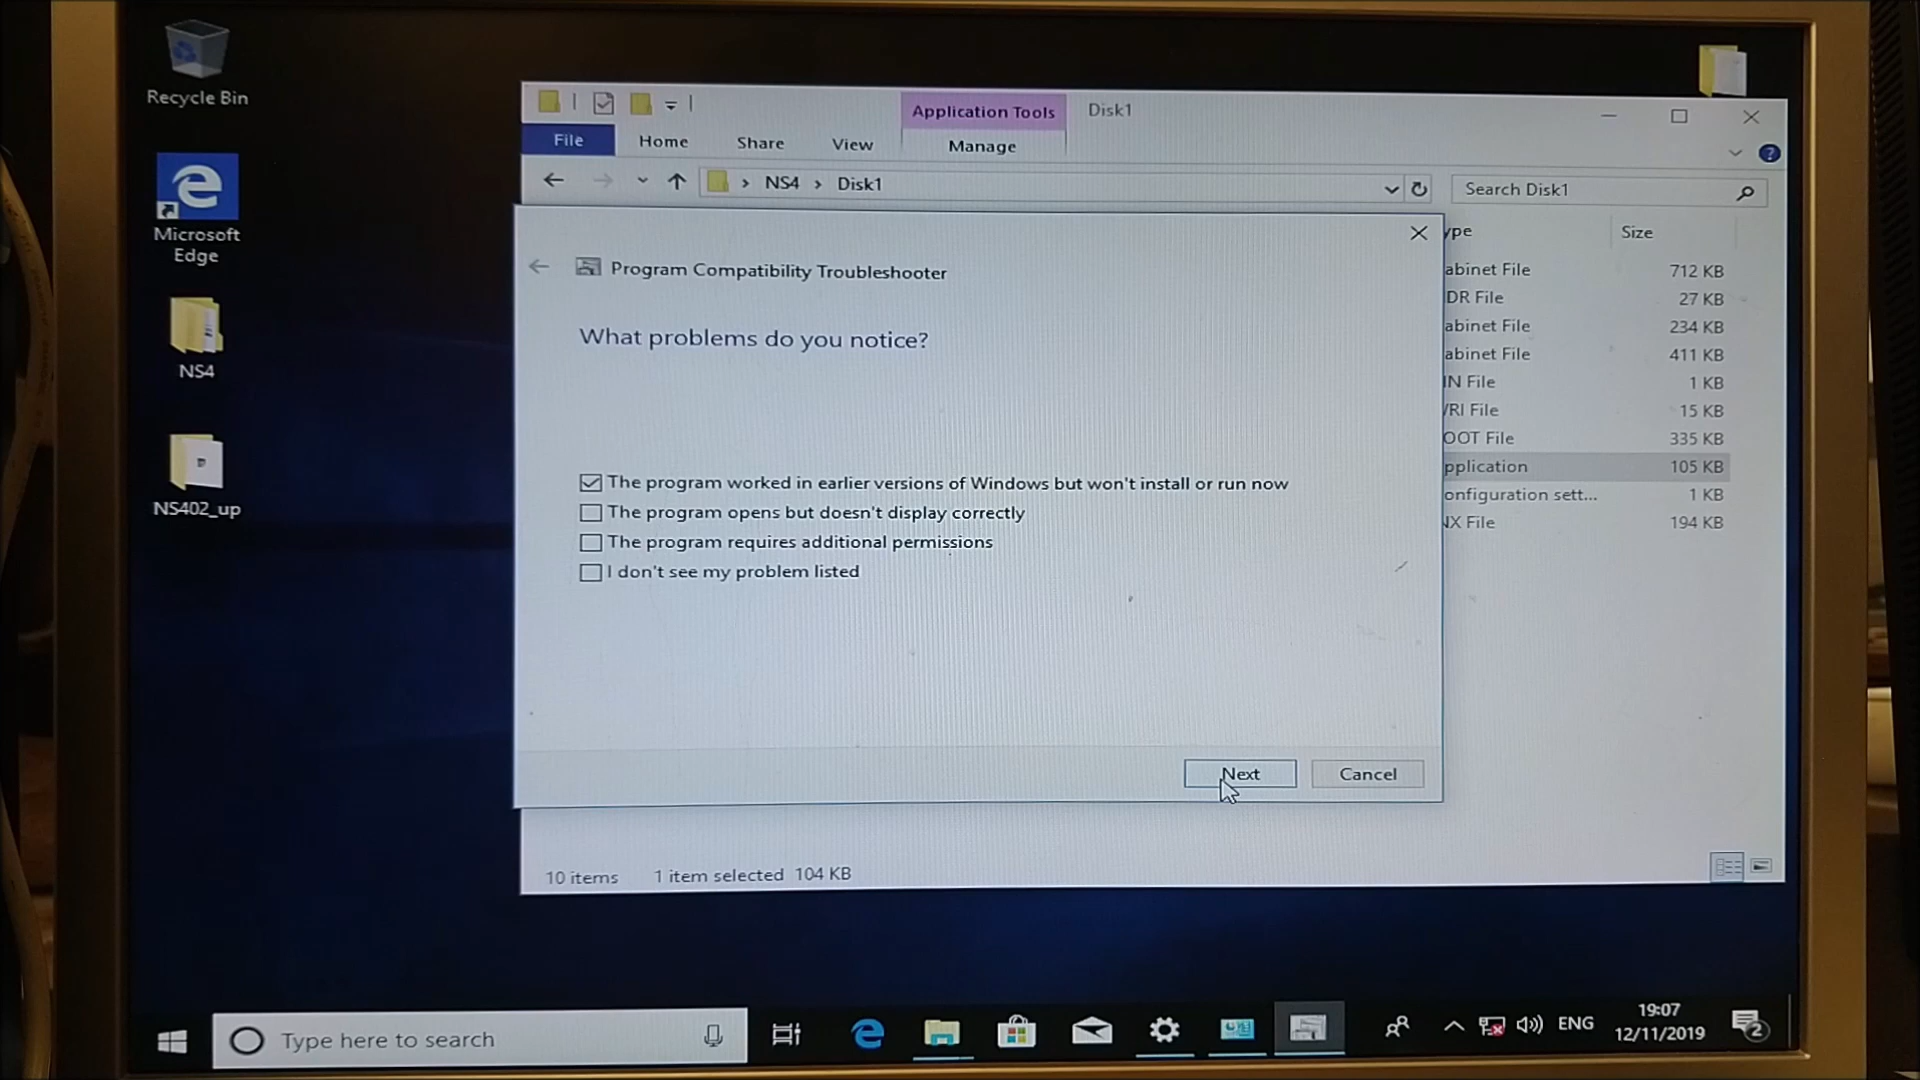 Recycle Bin
Microsoft
Edge
NS4
NS402_up
Application Tools
Disk1
File
Home
Share
View
Manage
NS4
Disk1
Search Disk1
ype
Size
abinet File
712 KB
DR File
27 KB
abinet File
234 KB
abinet File
411 KB
IN File
1 KB
RI File
15 KB
OOT File
335 KB
pplication
105 KB
onfiguration sett...
1 KB
X File
194 KB
Program Compatibility Troubleshooter
What problems do you notice?
The program worked in earlier versions of Windows but won't install or run now
The program opens but doesn't display correctly
The program requires additional permissions
I don't see my problem listed
Next
Cancel
10 items
1 item selected 104 KB
Type here to search
ENG
19:07
12/11/2019
2